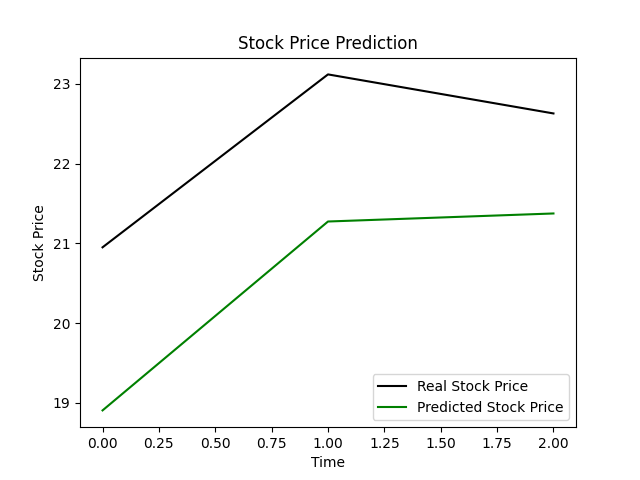 Stock Price Prediction
Stock Price
23
22
21
20
19
Real Stock Price
Predicted Stock Price
0.00 0.25 0.50 0.75 1.00 1.25 1.50 1.75 2.00
Time